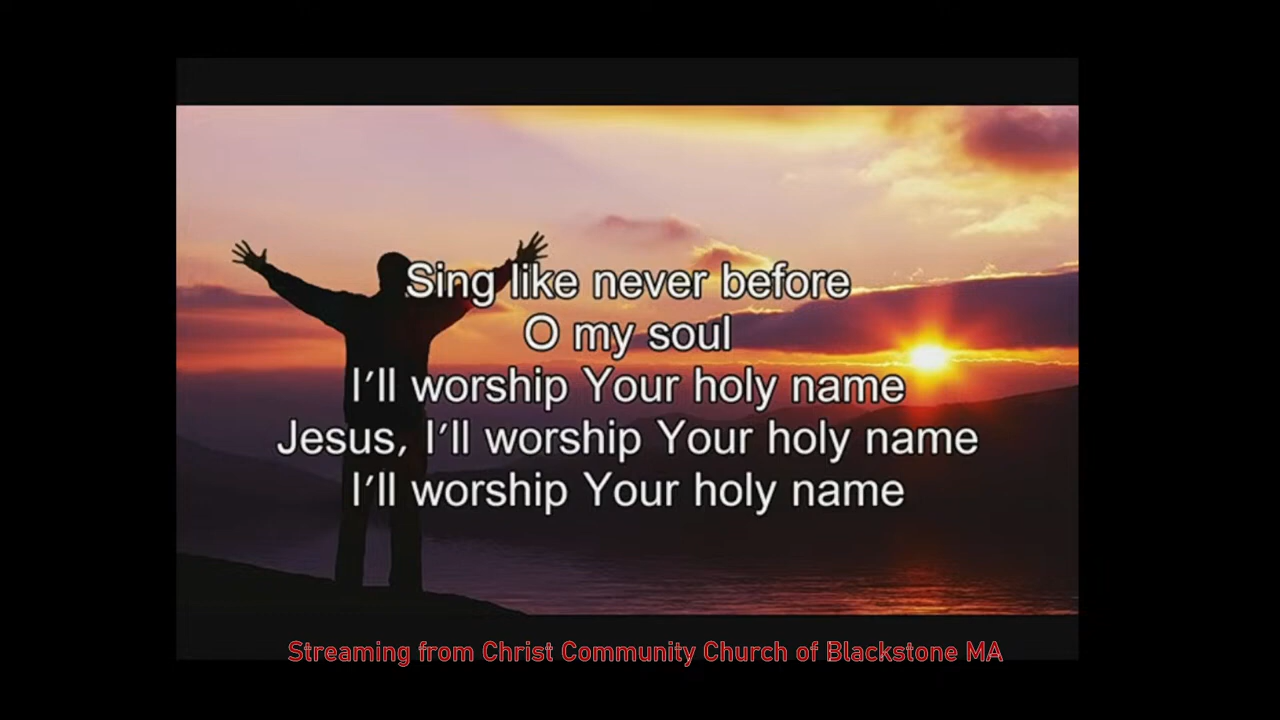 Sing like never before
O my soul
I'll worship Your holy name
Jesus, I'll worship Your holy name
I'll worship Your holy name
Streaming from Christ Community Church of Blackstone MA